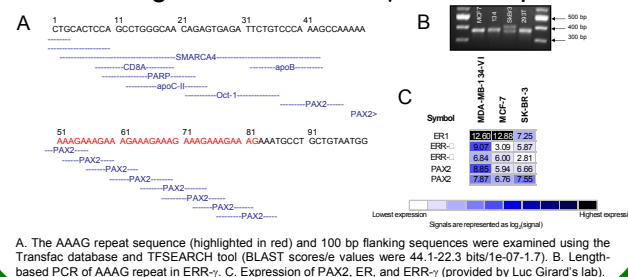 A
1 11 21 31 41
CTGCACTCCA GCCTGGGCAA CAGAGTGAGA TTCTGTCCCA AAGCCAAAAA
SMARCA4
CD8A apoB
PARP
apoC-II
Oct-1
PAX2
PAX2>
51 61 71 81 91
AAAGAAAGAA AGAAAGAAAG AAAGAAAGAA AGAAATGCCT GCTGTAATGG
PAX2
PAX2
PAX2
PAX2
PAX2
PAX2
PAX2
B
MCF7 134 SkBr3 293T
500 bp
400 bp
300 bp
C
Symbol MDA-MB-134-VI MCF-7 SK-BR-3
ER1 12.60 12.88 7.25
ERR-□ 9.07 3.09 5.87
ERR-□ 6.84 6.00 2.81
PAX2 8.85 5.94 6.66
PAX2 7.87 6.76 7.55
Lowest expression Highest expres
Signals are represented as log2(signal)
A. The AAAG repeat sequence (highlighted in red) and 100 bp flanking sequences were examined using the
Transfac database and TFSEARCH tool (BLAST scores/e values were 44.1-22.3 bits/1e-07-1.7). B. Length-
based PCR of AAAG repeat in ERR-γ. C. Expression of PAX2, ER, and ERR-γ (provided by Luc Girard's lab).